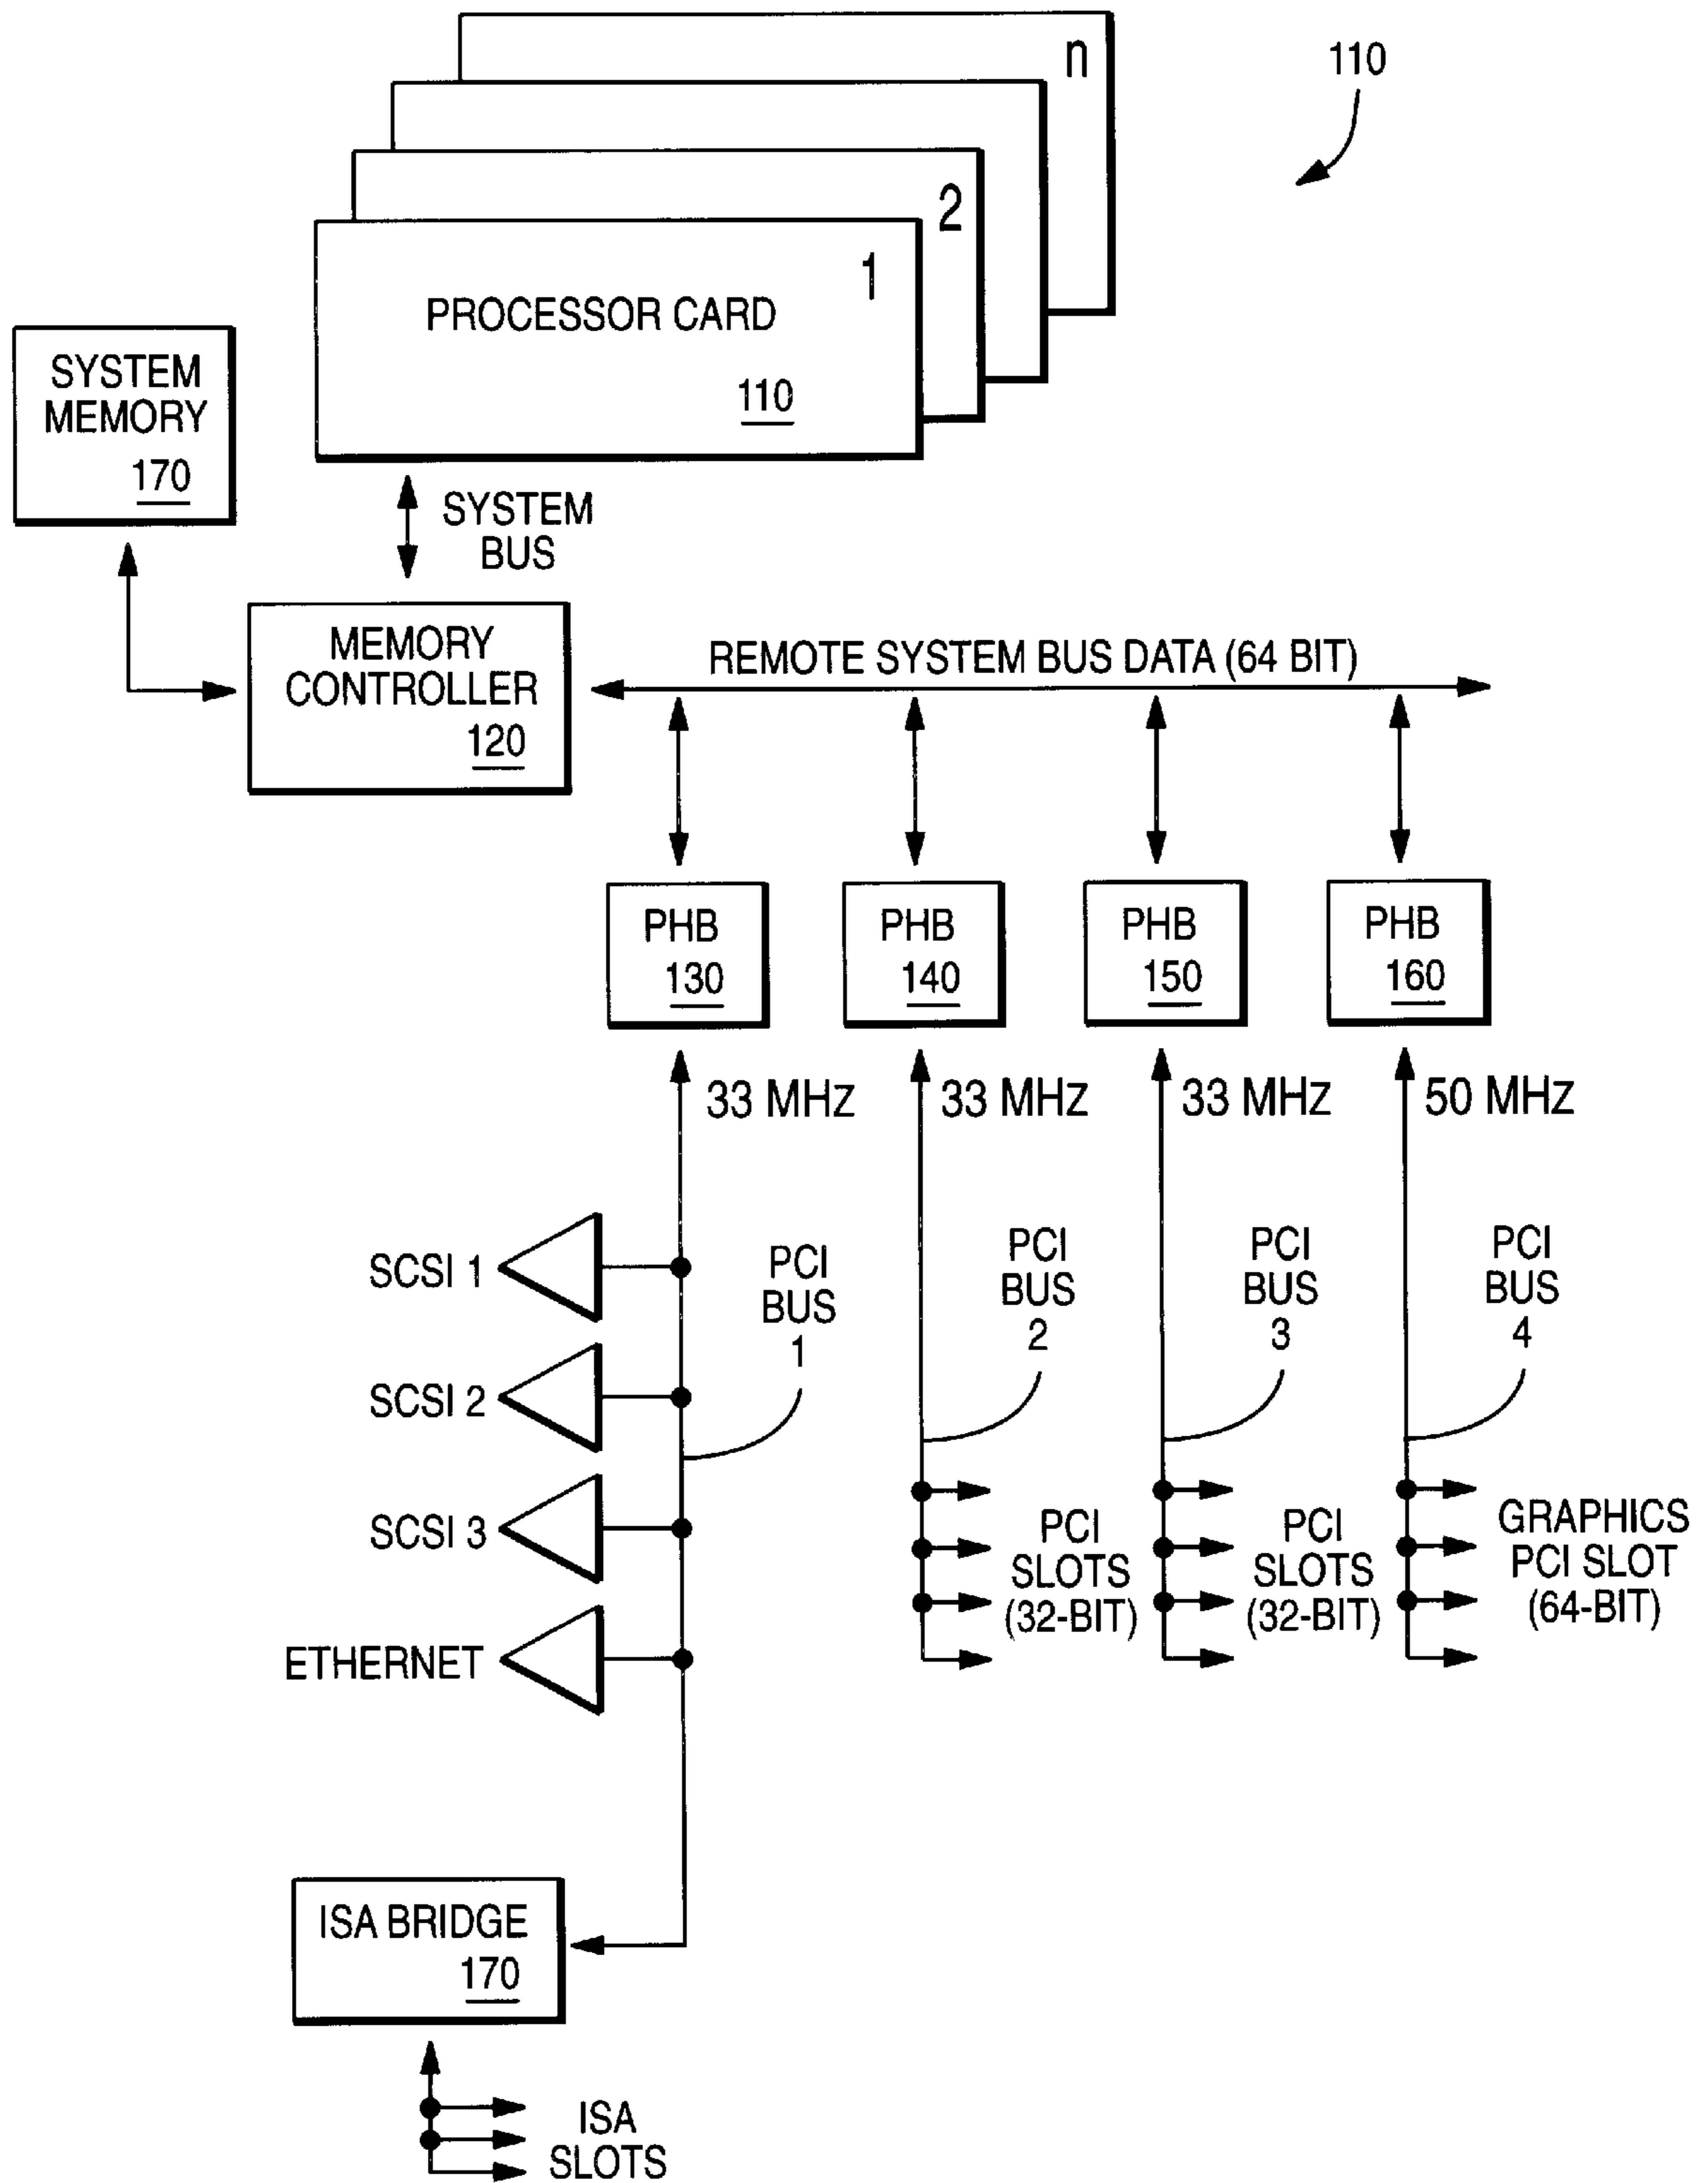 n
110
2
1
PROCESSOR CARD
110
SYSTEM
MEMORY
170
SYSTEM
BUS
MEMORY
CONTROLLER
120
REMOTE SYSTEM BUS DATA (64 BIT)
PHB
130
PHB
140
PHB
150
PHB
160
33 MHz
33 MHz
33 MHz
50 MHz
SCSI 1
SCSI 2
SCSI 3
ETHERNET
PCI
BUS
1
PCI
BUS
2
PCI
BUS
3
PCI
BUS
4
PCI
SLOTS
(32-BIT)
PCI
SLOTS
(32-BIT)
GRAPHICS
PCI SLOT
(64-BIT)
ISA BRIDGE
170
ISA
SLOTS